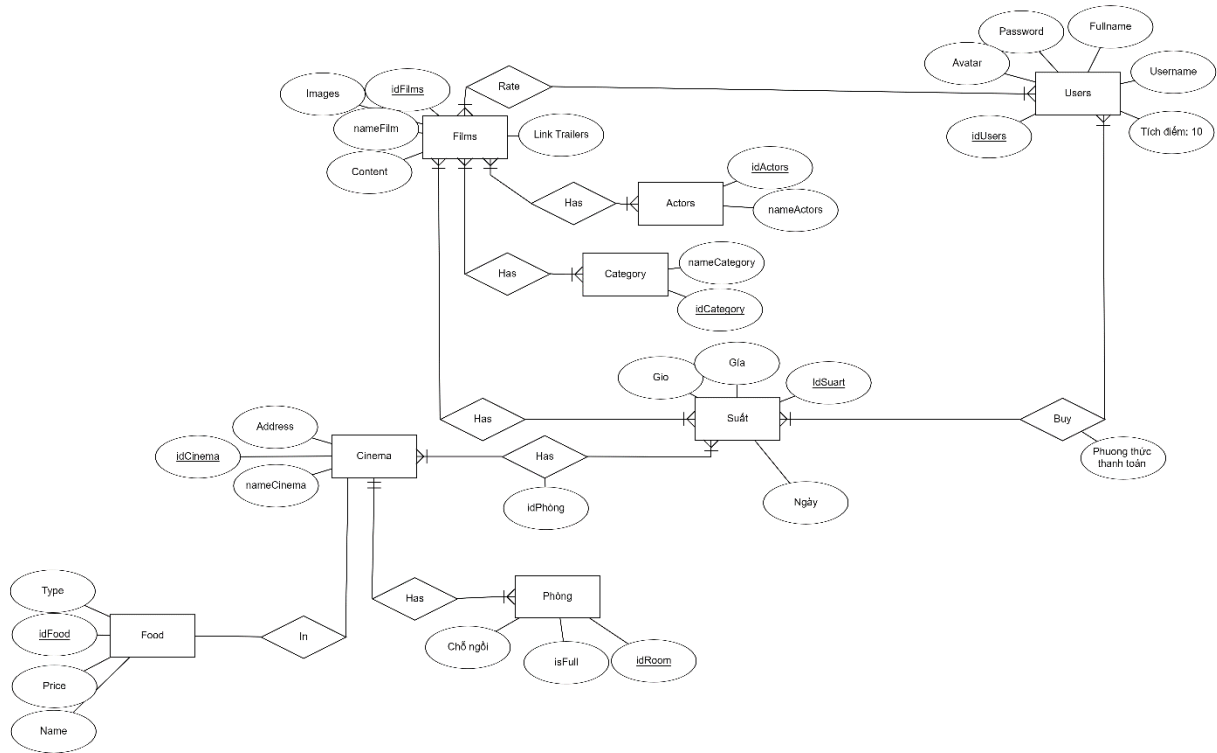 Password
Fullname
Avatar
Username
Users
idUsers
Tích điểm: 10
Rate
Images
idFilms
nameFilm
Films
Link Trailers
Content
Has
idActors
Actors
nameActors
Has
Category
nameCategory
idCategory
Gio
Gía
IdSuart
Has
Suất
Buy
Phuong thức
thanh toán
Address
idCinema
Cinema
nameCinema
Has
idPhòng
Ngày
Type
idFood
Food
In
Price
Name
Has
Phòng
Chỗ ngồi
isFull
idRoom